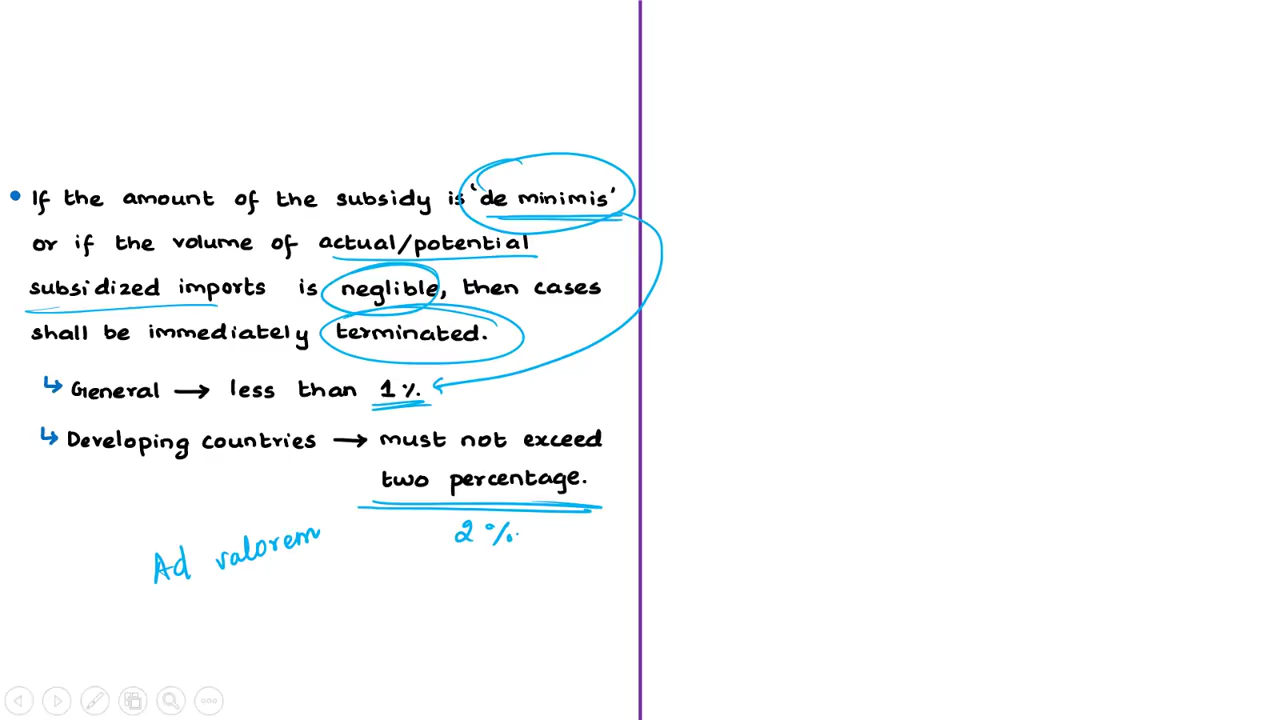 • If the amount of the subsidy is 'de minimis'
or if the volume of actual/potential
subsidized imports is neglible, then cases
shall be immediately terminated.
↳ General → less than 1%.
↳ Developing countries → must not exceed
two percentage.
2%.
Ad valorem